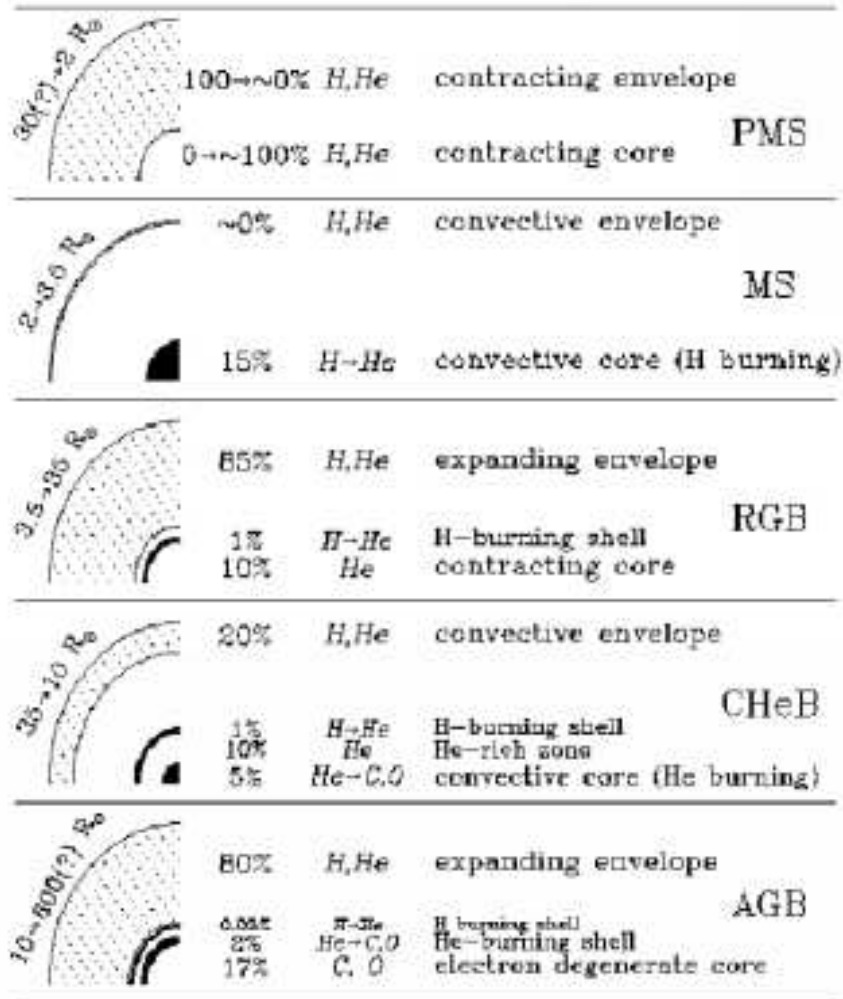 30(?)→2 R⊙
100→~0% H,He contracting envelope
PMS
0→~100% H,He contracting core
2→3.5 R⊙
~0% H,He convective envelope
MS
15% H→He convective core (H burning)
3.5→35 R⊙
85% H,He expanding envelope
RGB
1% H→He H-burning shell
10% He contracting core
35→10 R⊙
20% H,He convective envelope
CHeB
1% H→He H-burning shell
10% He He-rich zone
5% He→C,O convective core (He burning)
10→600(?) R⊙
80% H,He expanding envelope
AGB
H→He H burning shell
2% He→C,O He-burning shell
17% C, O electron degenerate core